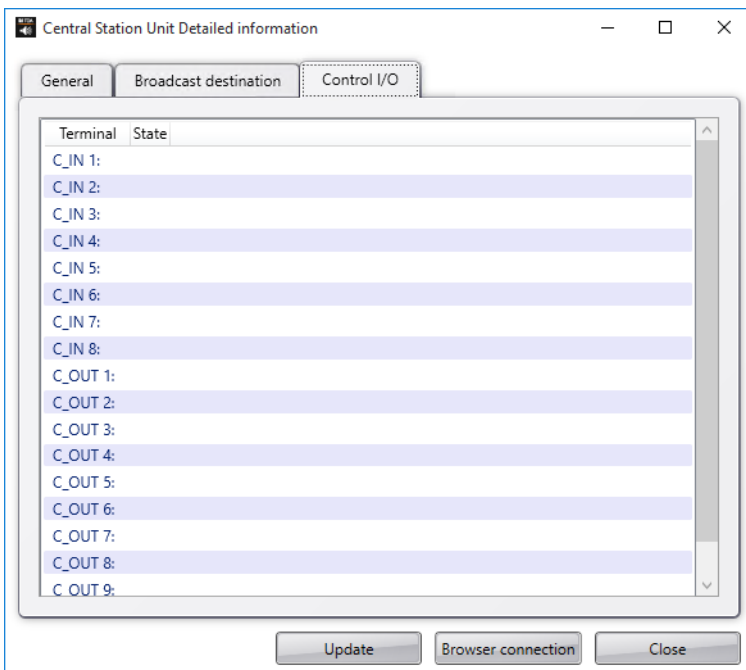 Central Station Unit Detailed information
General Broadcast destination Control I/O
Terminal State
C_IN 1:
C_IN 2:
C_IN 3:
C_IN 4:
C_IN 5:
C_IN 6:
C_IN 7:
C_IN 8:
C_OUT 1:
C_OUT 2:
C_OUT 3:
C_OUT 4:
C_OUT 5:
C_OUT 6:
C_OUT 7:
C_OUT 8:
C_OUT 9:
Update Browser connection Close